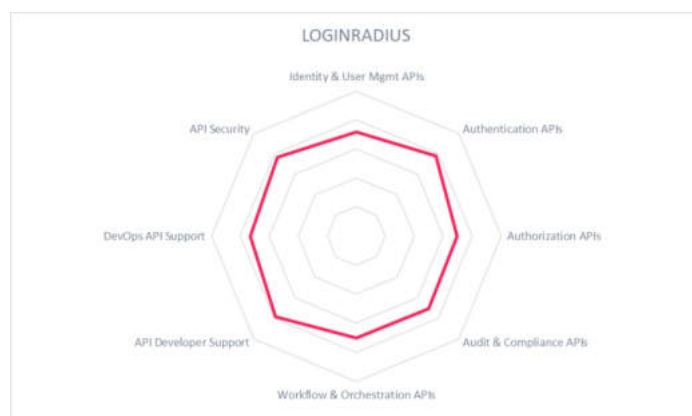 LOGINRADIUS
Identity & User Mgmt APIs
API Security
Authentication APIs
DevOps API Support
Authorization APIs
API Developer Support
Audit & Compliance APIs
Workflow & Orchestration APIs